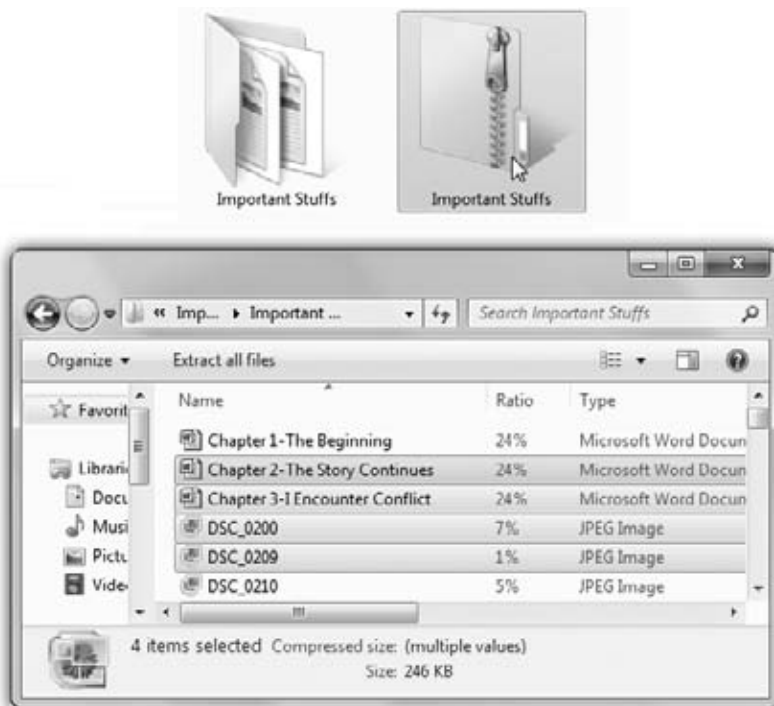 Important Stuffs
Important Stuffs
« Imp... Important ...
Search Important Stuffs
Organize
Extract all files
Name Ratio Type
Favorit
Chapter 1-The Beginning 24% Microsoft Word Docun
Librari
Chapter 2-The Story Continues 24% Microsoft Word Docun
Docu
Chapter 3-I Encounter Conflict 24% Microsoft Word Docun
Musi
DSC_0200 7% JPEG Image
Pictu
DSC_0209 1% JPEG Image
Video
DSC_0210 5% JPEG Image
4 items selected Compressed size: (multiple values)
Size: 246 KB